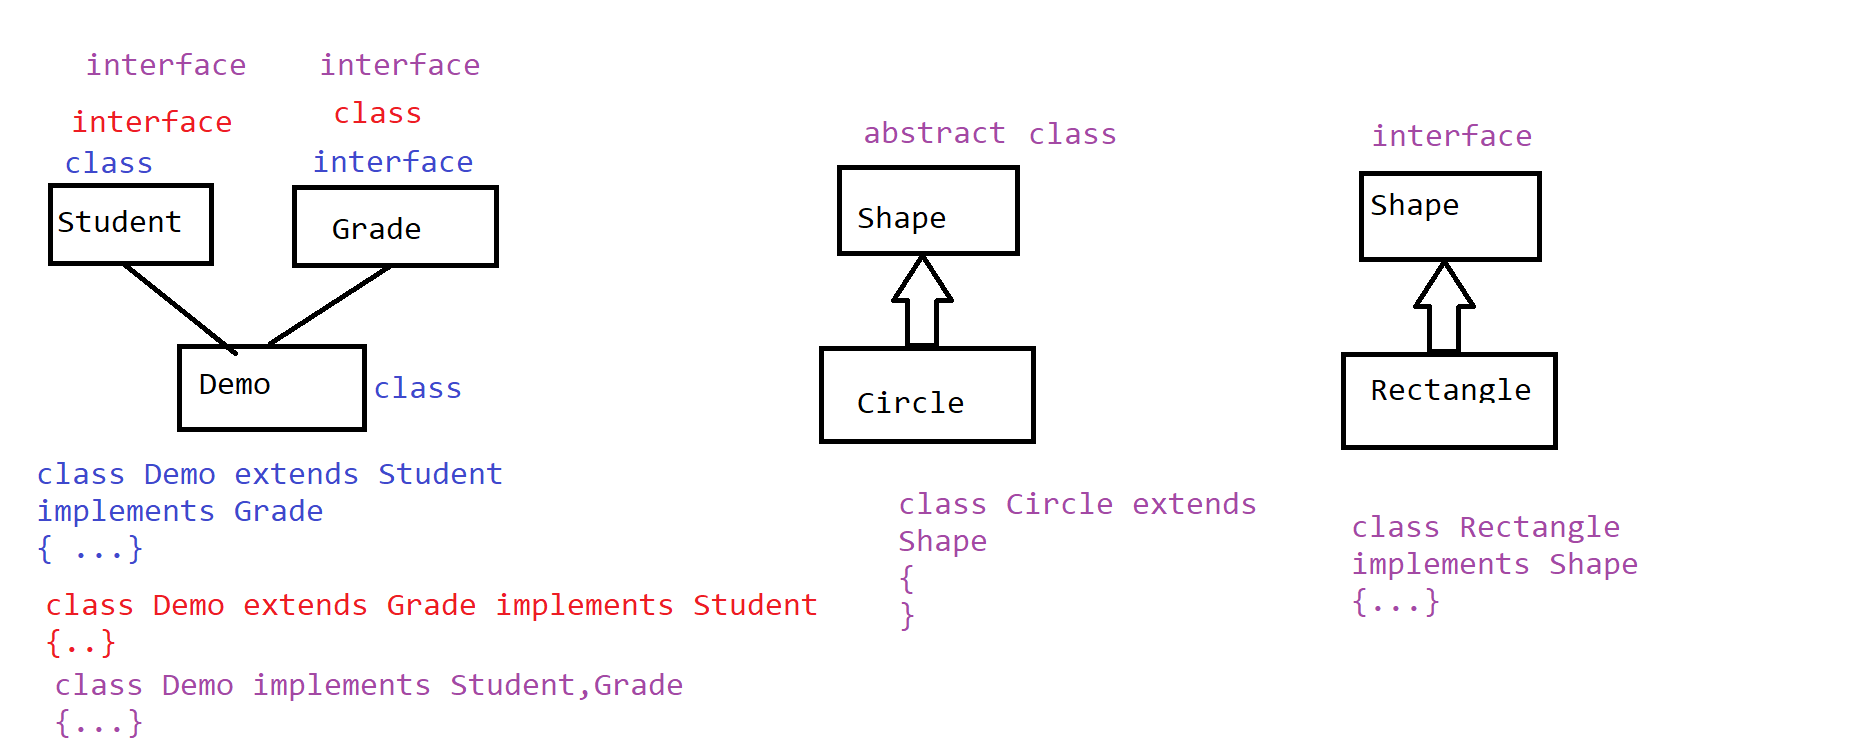 interface interface
interface class
class interface
Student Grade
Demo class
class Demo extends Student
implements Grade
{ ...}
class Demo extends Grade implements Student
{..}
class Demo implements Student,Grade
{...}
abstract class
Shape
Circle
class Circle extends
Shape
{
}
interface
Shape
Rectangle
class Rectangle
implements Shape
{...}